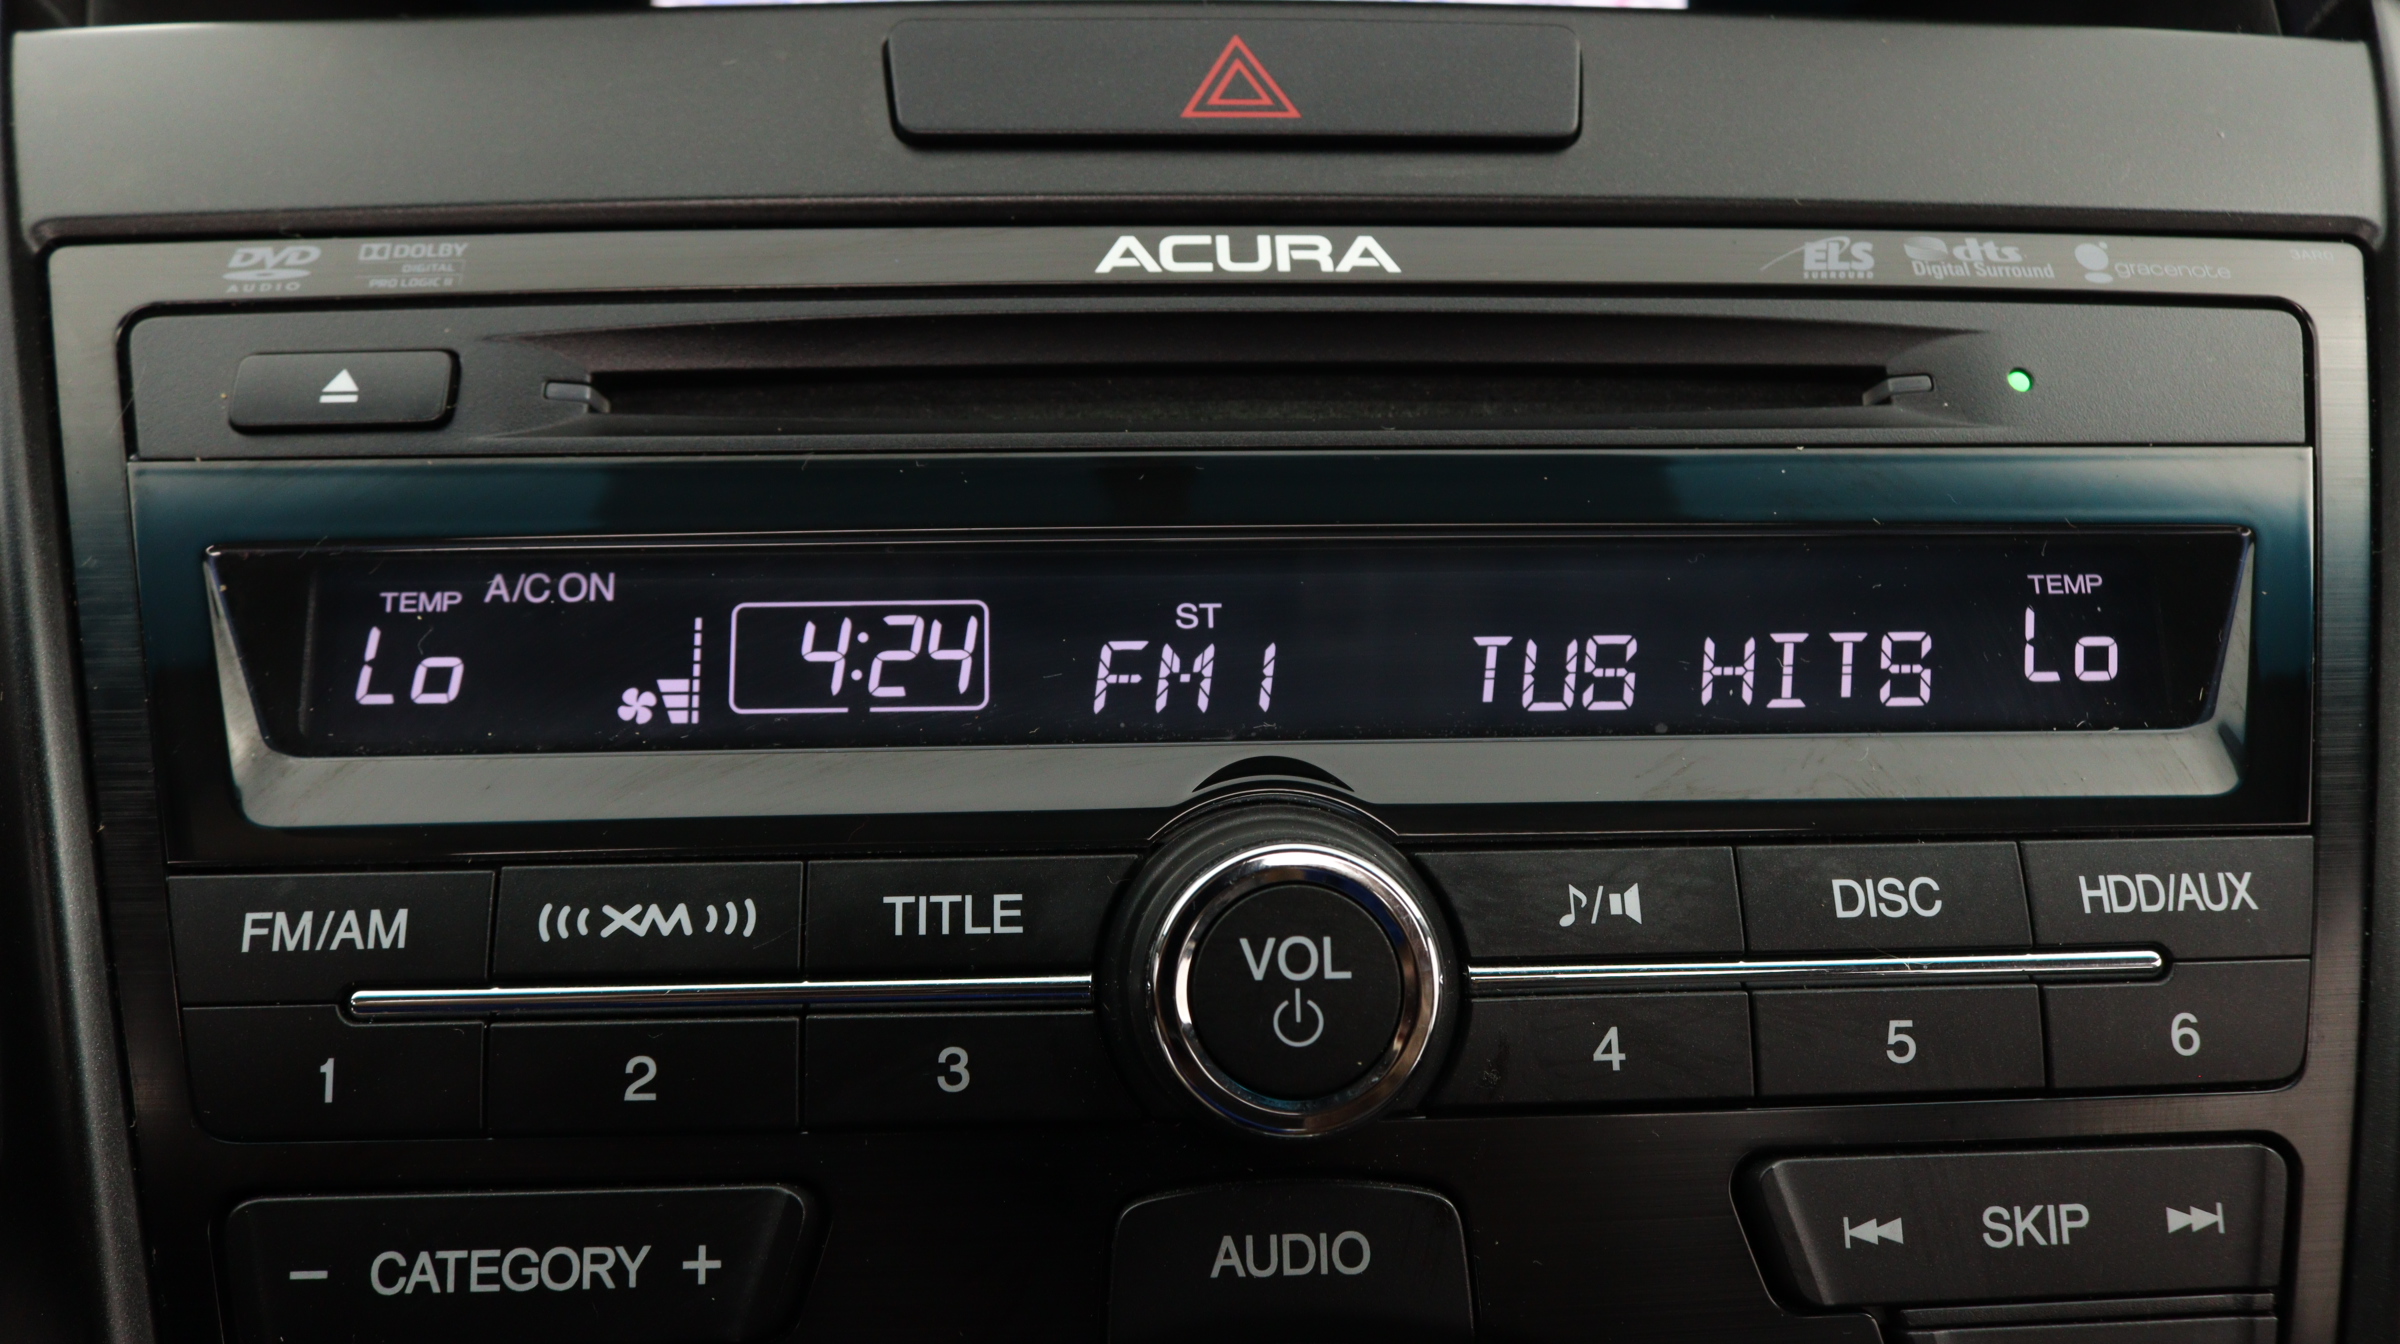 ACURA
DVD
AUDIO
DOLBY
DIGITAL
PRO LOGIC II
ELS
SURROUND
dts
Digital Surround
gracenote
TEMP A/C ON
Lo
4:24
ST
FM1
TUS HITS
TEMP
Lo
FM/AM
XM
TITLE
VOL
DISC
HDD/AUX
1
2
3
4
5
6
- CATEGORY +
AUDIO
SKIP